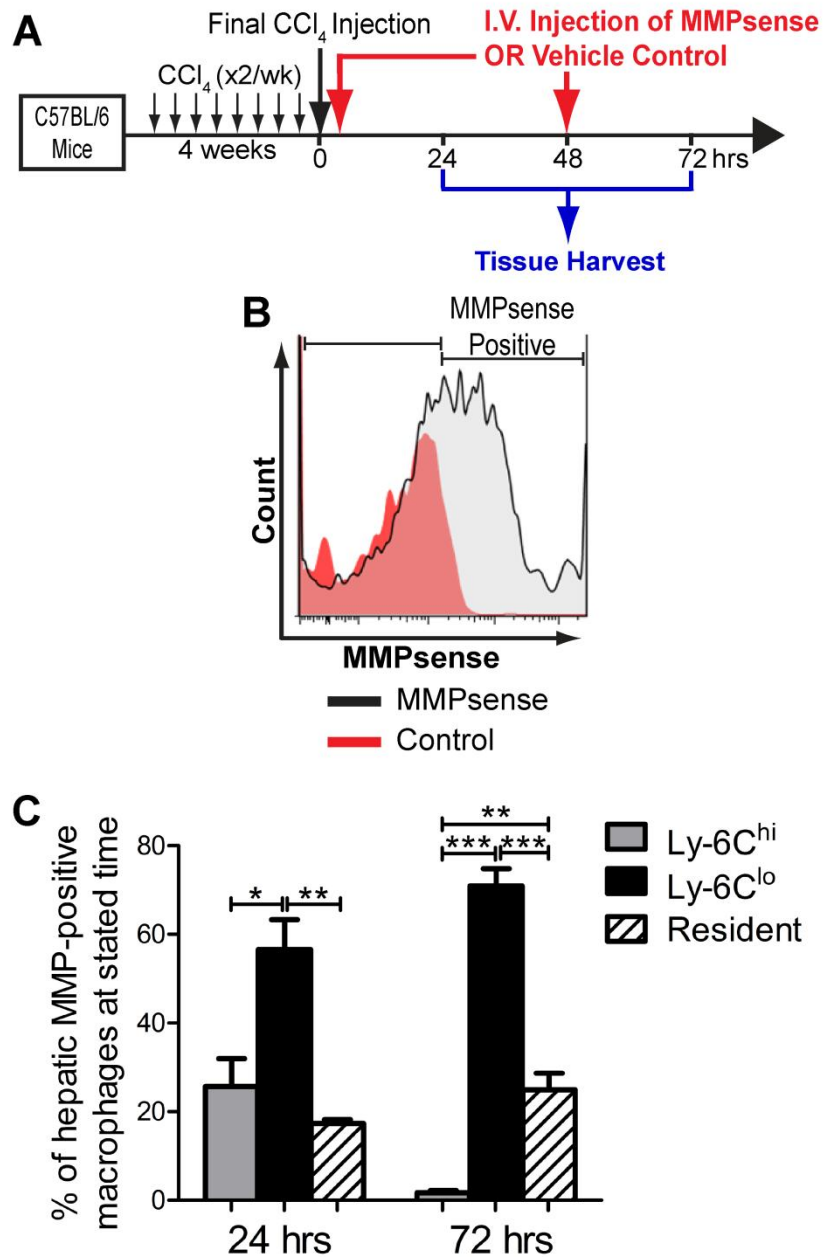 A
Final CCl4 Injection
I.V. Injection of MMPsense
OR Vehicle Control
CCl4 (x2/wk)
C57BL/6
Mice
4 weeks
0
24
48
72 hrs
Tissue Harvest
B
MMPsense
Positive
Count
MMPsense
MMPsense
Control
C
% of hepatic MMP-positive
macrophages at stated time
80
60
40
20
0
* **
**
*** ***
24 hrs
72 hrs
Ly-6Chi
Ly-6Clo
Resident